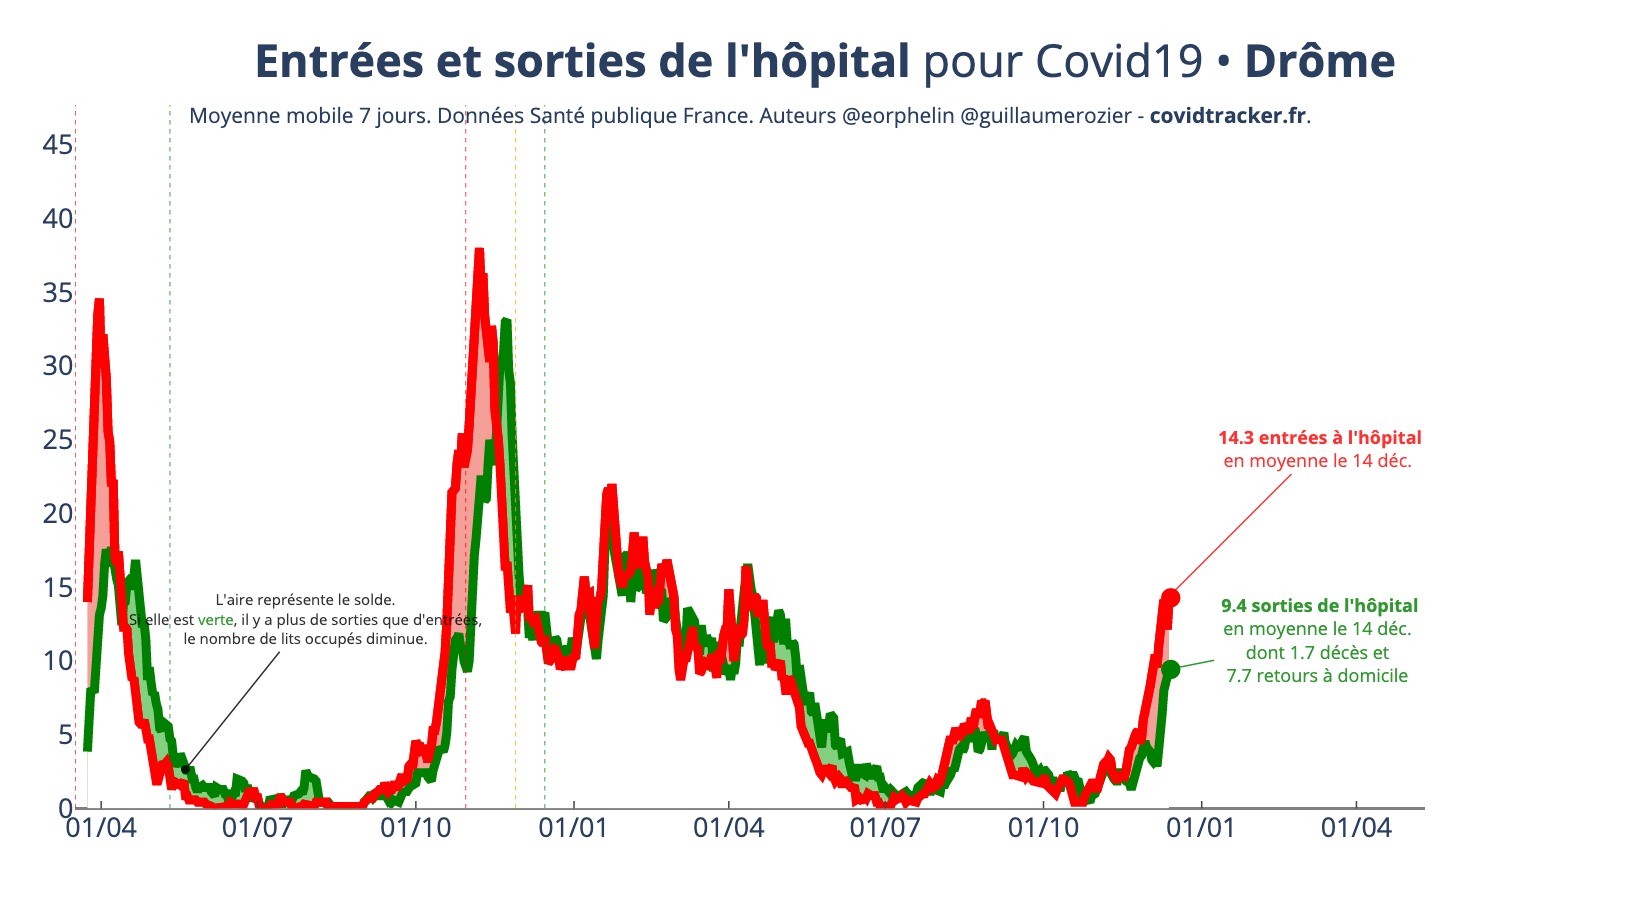 Entrées et sorties de l'hôpital pour Covid19 • Drôme
Moyenne mobile 7 jours. Données Santé publique France. Auteurs @eorphelin @guillaumerozier - covidtracker.fr.
45
40
35
30
25
20
15
10
5
0
14.3 entrées à l'hôpital
en moyenne le 14 déc.
L'aire représente le solde.
Si elle est verte, il y a plus de sorties que d'entrées,
le nombre de lits occupés diminue.
9.4 sorties de l'hôpital
en moyenne le 14 déc.
dont 1.7 décès et
7.7 retours à domicile
01/04 01/07 01/10 01/01 01/04 01/07 01/10 01/01 01/04